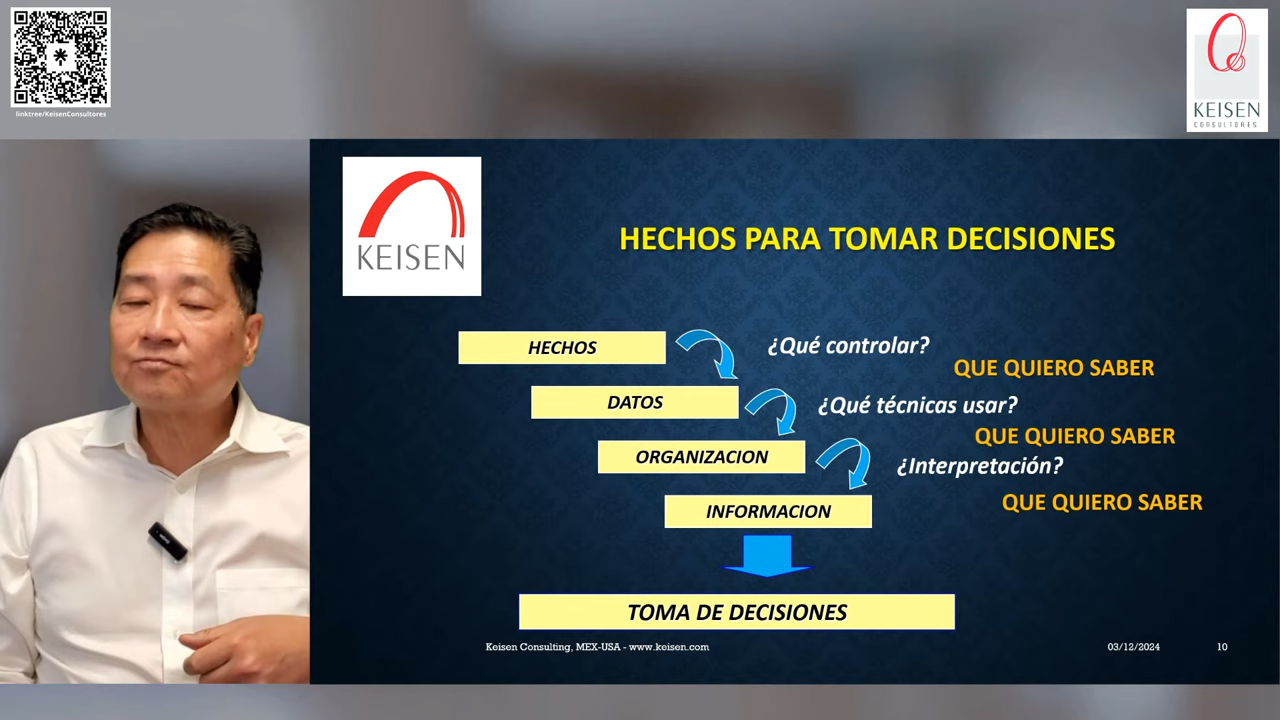 linktree/KeisenConsultores
KEISEN
CONSULTORES
KEISEN
HECHOS PARA TOMAR DECISIONES
HECHOS
¿Qué controlar?
QUE QUIERO SABER
DATOS
¿Qué técnicas usar?
QUE QUIERO SABER
ORGANIZACION
¿Interpretación?
QUE QUIERO SABER
INFORMACION
TOMA DE DECISIONES
Keisen Consulting, MEX-USA - www.keisen.com
03/12/2024
10